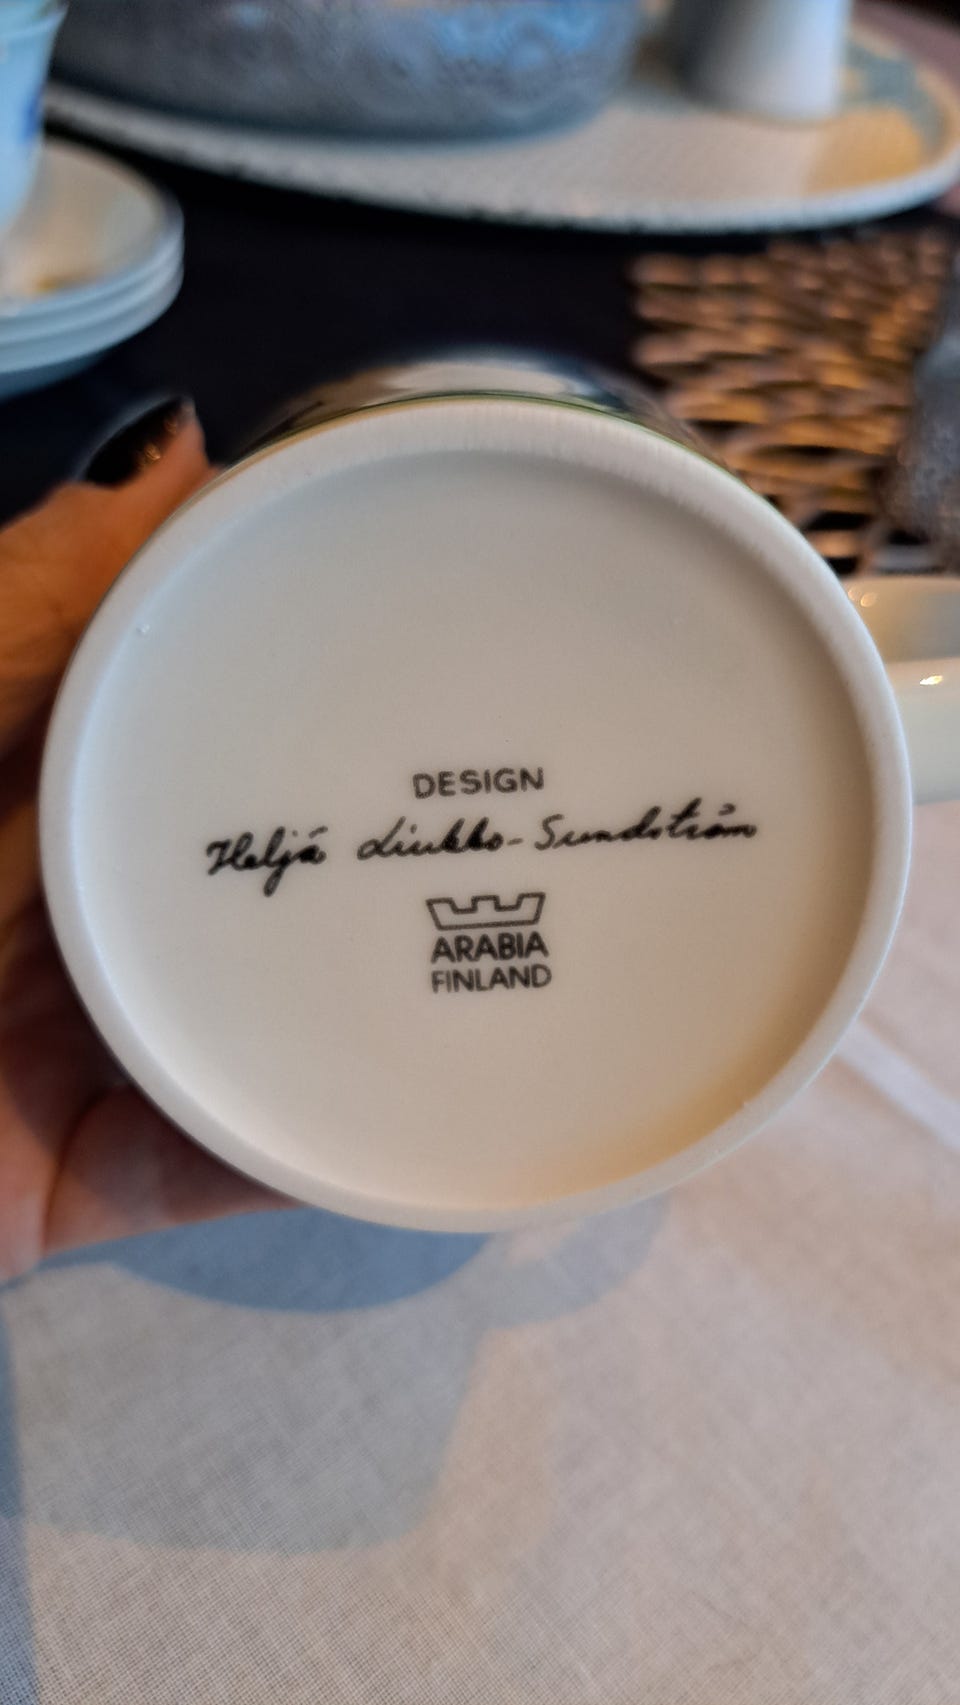 DESIGN
Heljä Liukko-Sundström
ARABIA
FINLAND